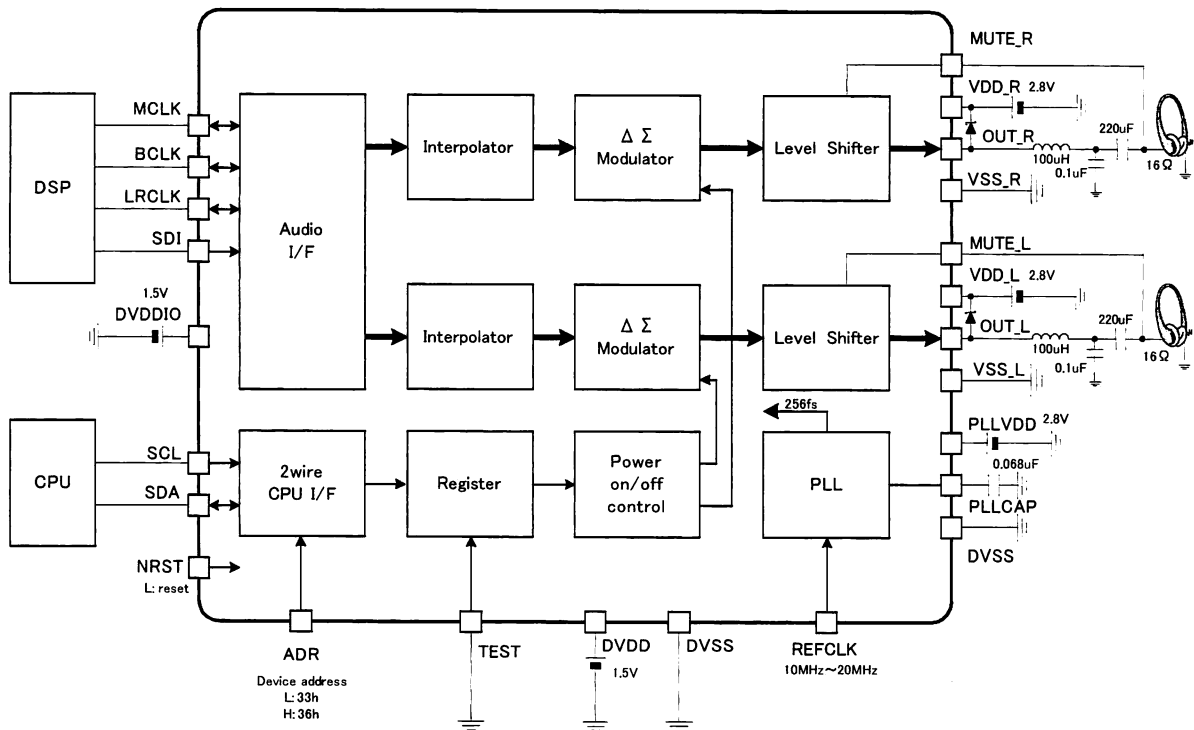 MUTE_R
VDD_R 2.8V
OUT_R
220uF
100uH
0.1uF
16Ω
VSS_R
MUTE_L
VDD_L 2.8V
OUT_L
220uF
100uH
0.1uF
16Ω
VSS_L
PLLVDD 2.8V
0.068uF
PLLCAP
DVSS
DSP
MCLK
BCLK
LRCLK
SDI
1.5V
DVDDIO
CPU
SCL
SDA
NRST
L: reset
Audio
I/F
Interpolator
Δ Σ
Modulator
Level Shifter
Interpolator
Δ Σ
Modulator
Level Shifter
2wire
CPU I/F
Register
Power
on/off
control
256fs
PLL
ADR
Device address
L: 33h
H: 36h
TEST
DVDD
1.5V
DVSS
REFCLK
10MHz～20MHz